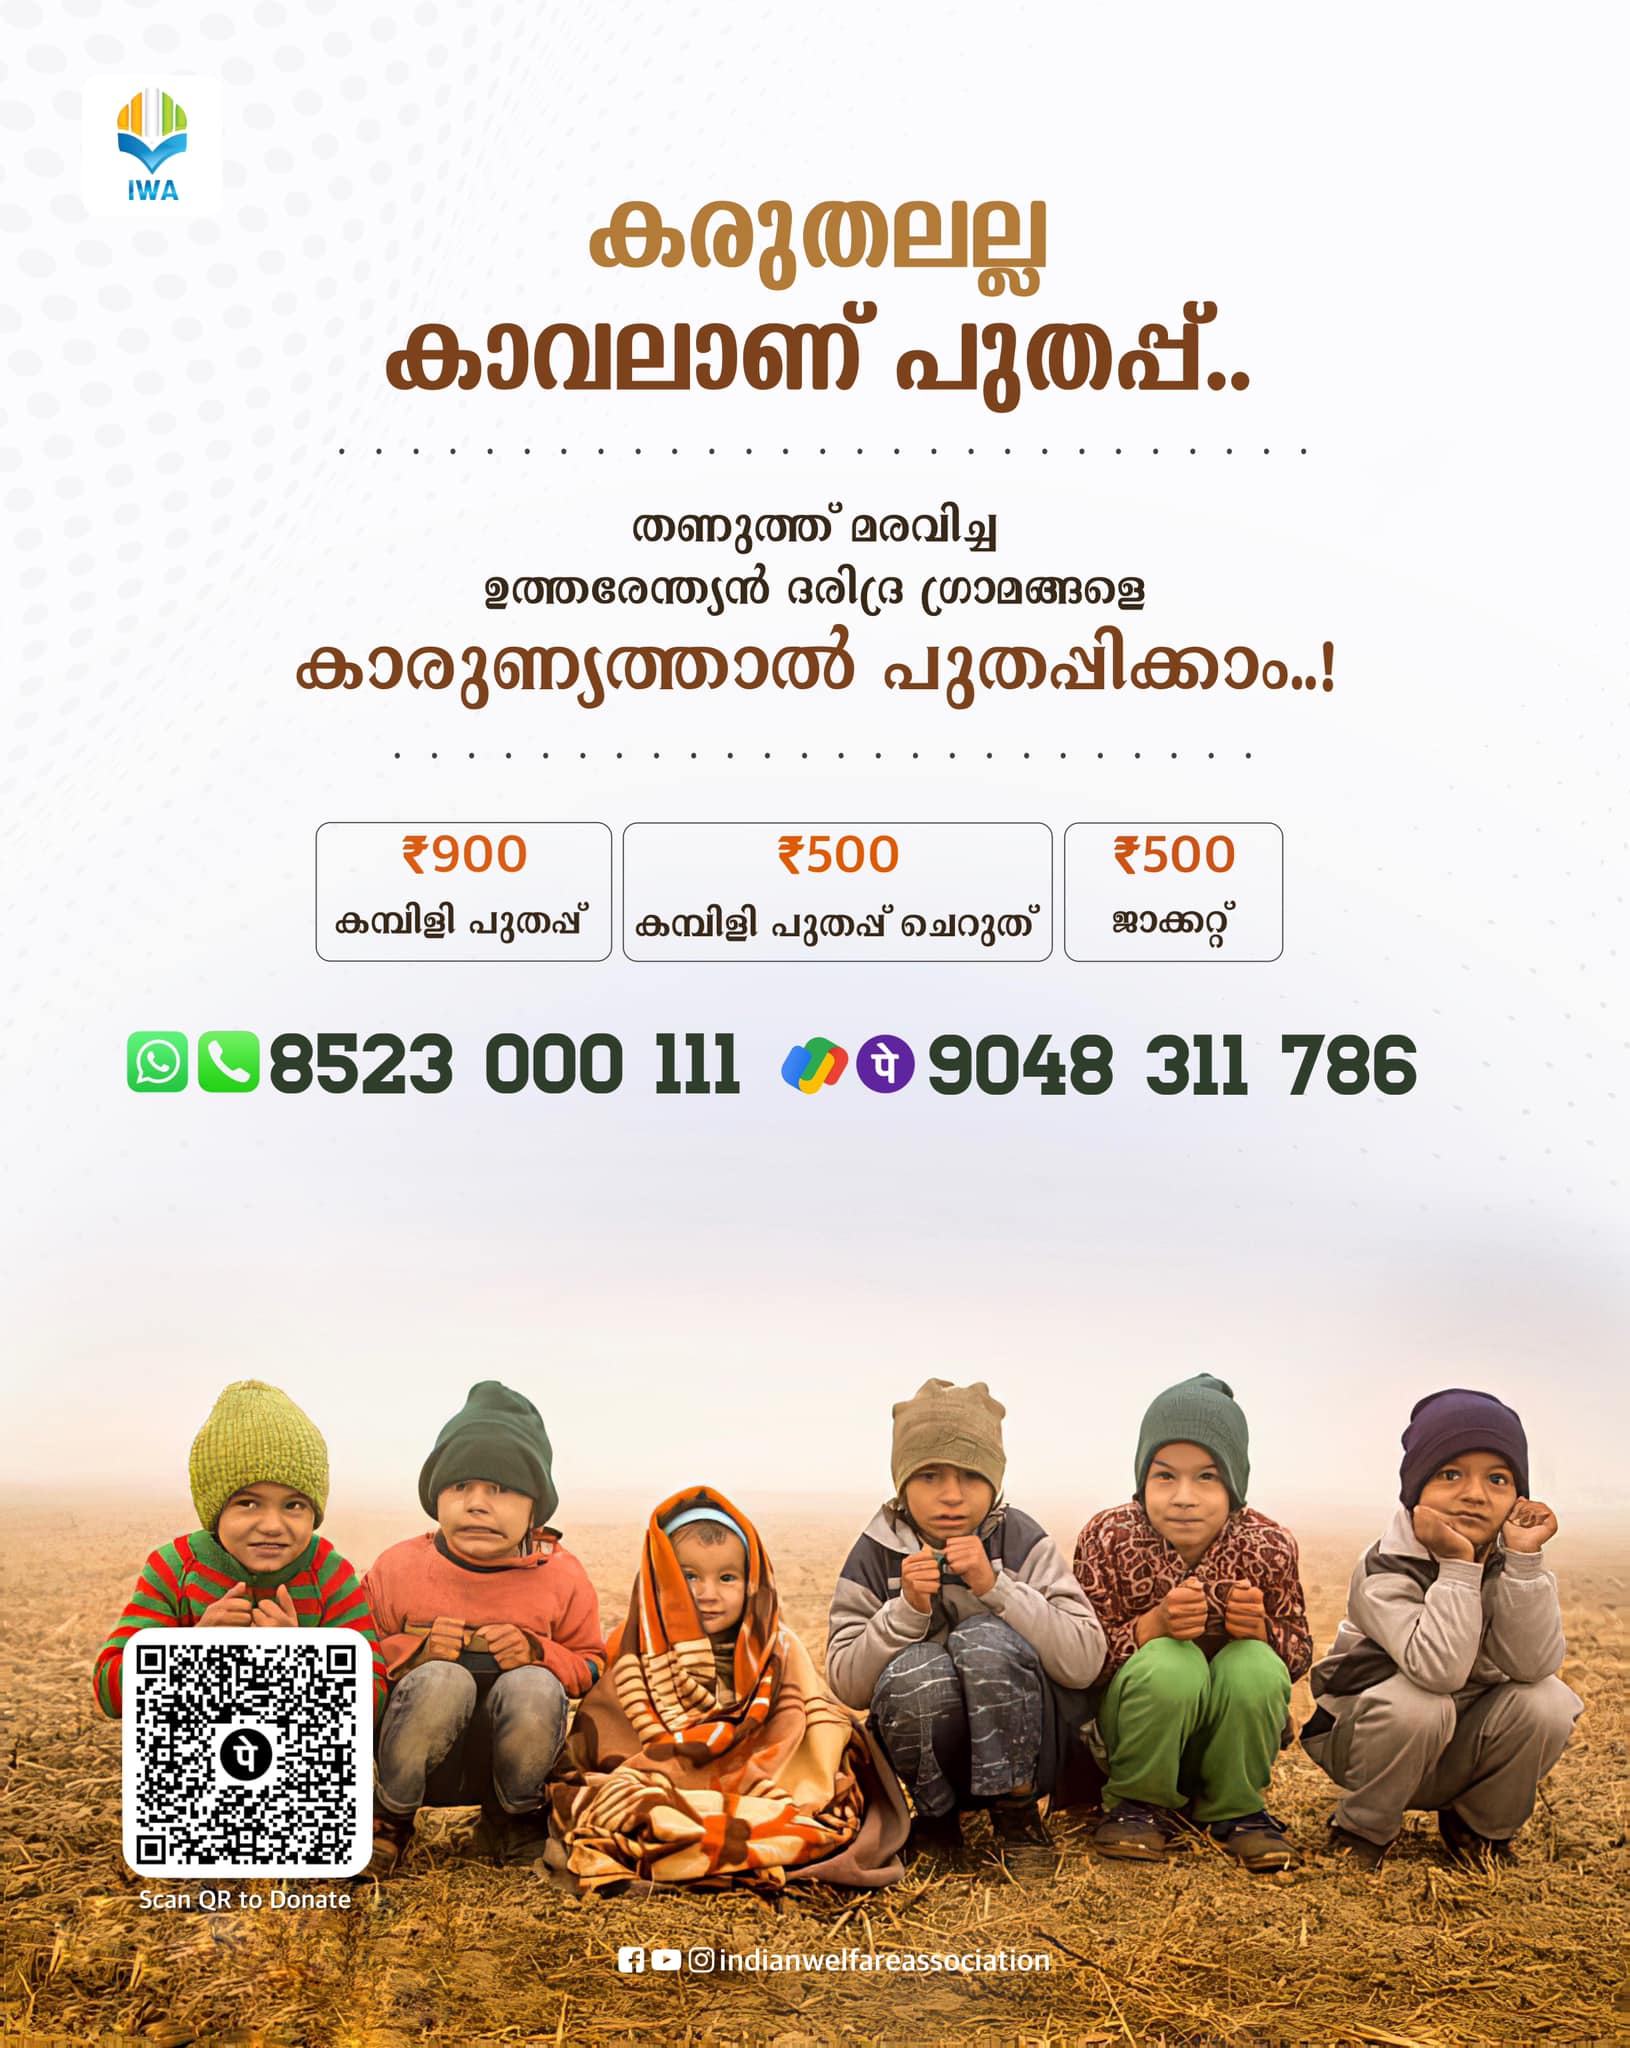 IWA
കരുതലല്ല
കാവലാണ് പുതപ്പ്..
തണുത്ത് മരവിച്ച
ഉത്തരേന്ത്യൻ ദരിദ്ര ഗ്രാമങ്ങളെ
കാരുണ്യത്താൽ പുതപ്പിക്കാം..!
₹900
കമ്പിളി പുതപ്പ്
₹500
കമ്പിളി പുതപ്പ് ചെറുത്
₹500
ജാക്കറ്റ്
8523 000 111 पे 9048 311 786
पे
Scan QR to Donate
indianwelfareassociation